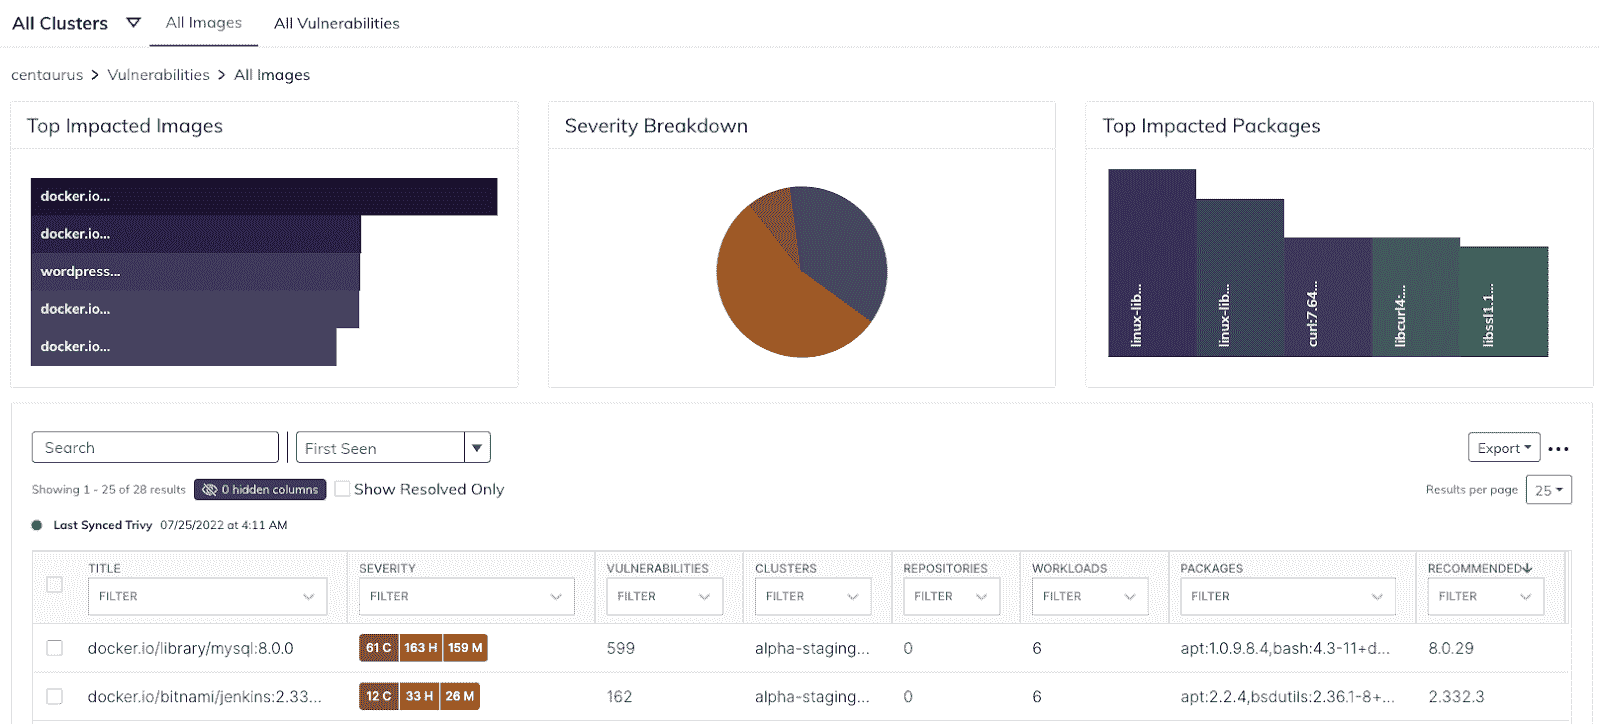 All Clusters All Images All Vulnerabilities
centaurus > Vulnerabilities > All Images
Top Impacted Images
docker.io...
docker.io...
wordpress...
docker.io...
docker.io...
Severity Breakdown
Top Impacted Packages
linux-lib...
linux-lib...
curl:7.64...
libcurl4:...
libssl1.1...
Search First Seen Export
Showing 1 - 25 of 28 results 0 hidden columns Show Resolved Only Results per page 25
Last Synced Trivy 07/25/2022 at 4:11 AM
TITLE SEVERITY VULNERABILITIES CLUSTERS REPOSITORIES WORKLOADS PACKAGES RECOMMENDED
FILTER FILTER FILTER FILTER FILTER FILTER FILTER FILTER
docker.io/library/mysql:8.0.0 61 C 163 H 159 M 599 alpha-staging... 0 6 apt:1.0.9.8.4,bash:4.3-11+d... 8.0.29
docker.io/bitnami/jenkins:2.33... 12 C 33 H 26 M 162 alpha-staging... 0 6 apt:2.2.4,bsdutils:2.36.1-8+... 2.332.3